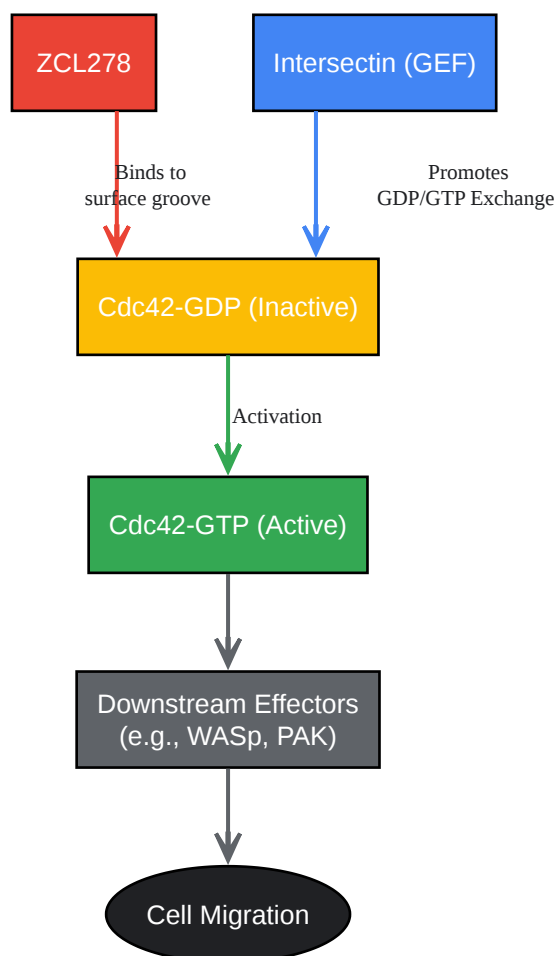 ZCL278
Intersectin (GEF)
Binds to
surface groove
Promotes
GDP/GTP Exchange
Cdc42-GDP (Inactive)
Activation
Cdc42-GTP (Active)
Downstream Effectors
(e.g., WASp, PAK)
Cell Migration